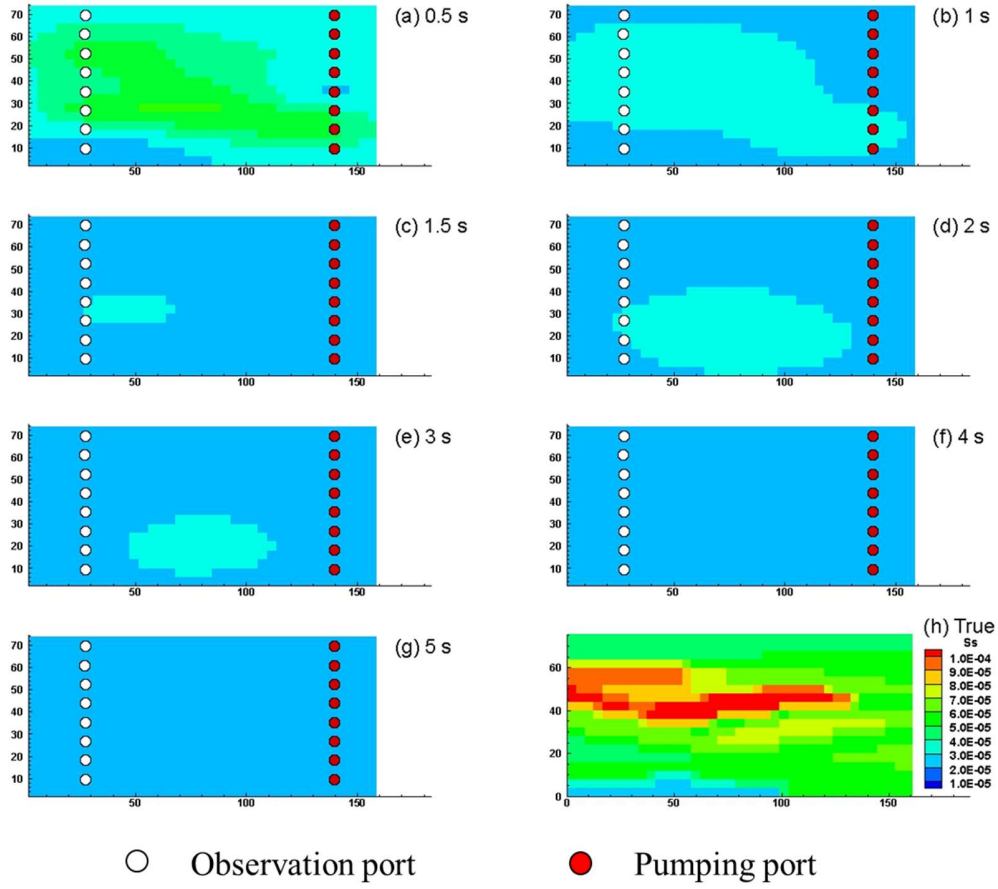 (a) 0.5 s
70
60
50
40
30
20
10
50 100 150
(b) 1 s
70
60
50
40
30
20
10
50 100 150
(c) 1.5 s
70
60
50
40
30
20
10
50 100 150
(d) 2 s
70
60
50
40
30
20
10
50 100 150
(e) 3 s
70
60
50
40
30
20
10
50 100 150
(f) 4 s
70
60
50
40
30
20
10
50 100 150
(g) 5 s
70
60
50
40
30
20
10
50 100 150
(h) True
Ss
1.0E-04
9.0E-05
8.0E-05
7.0E-05
6.0E-05
5.0E-05
4.0E-05
3.0E-05
2.0E-05
1.0E-05
60
40
20
0
0 50 100 150
Observation port
Pumping port